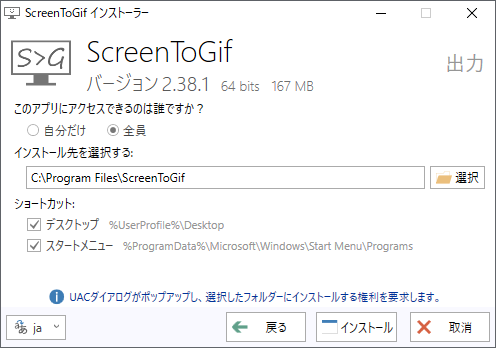 ScreenToGif インストーラー
S>G
ScreenToGif
バージョン 2.38.1 64 bits 167 MB
出力
このアプリにアクセスできるのは誰ですか？
自分だけ 全員
インストール先を選択する:
C:\Program Files\ScreenToGif 選択
ショートカット:
デスクトップ %UserProfile%\Desktop
スタートメニュー %ProgramData%\Microsoft\Windows\Start Menu\Programs
UACダイアログがポップアップし、選択したフォルダーにインストールする権利を要求します。
あ ja 戻る インストール 取消